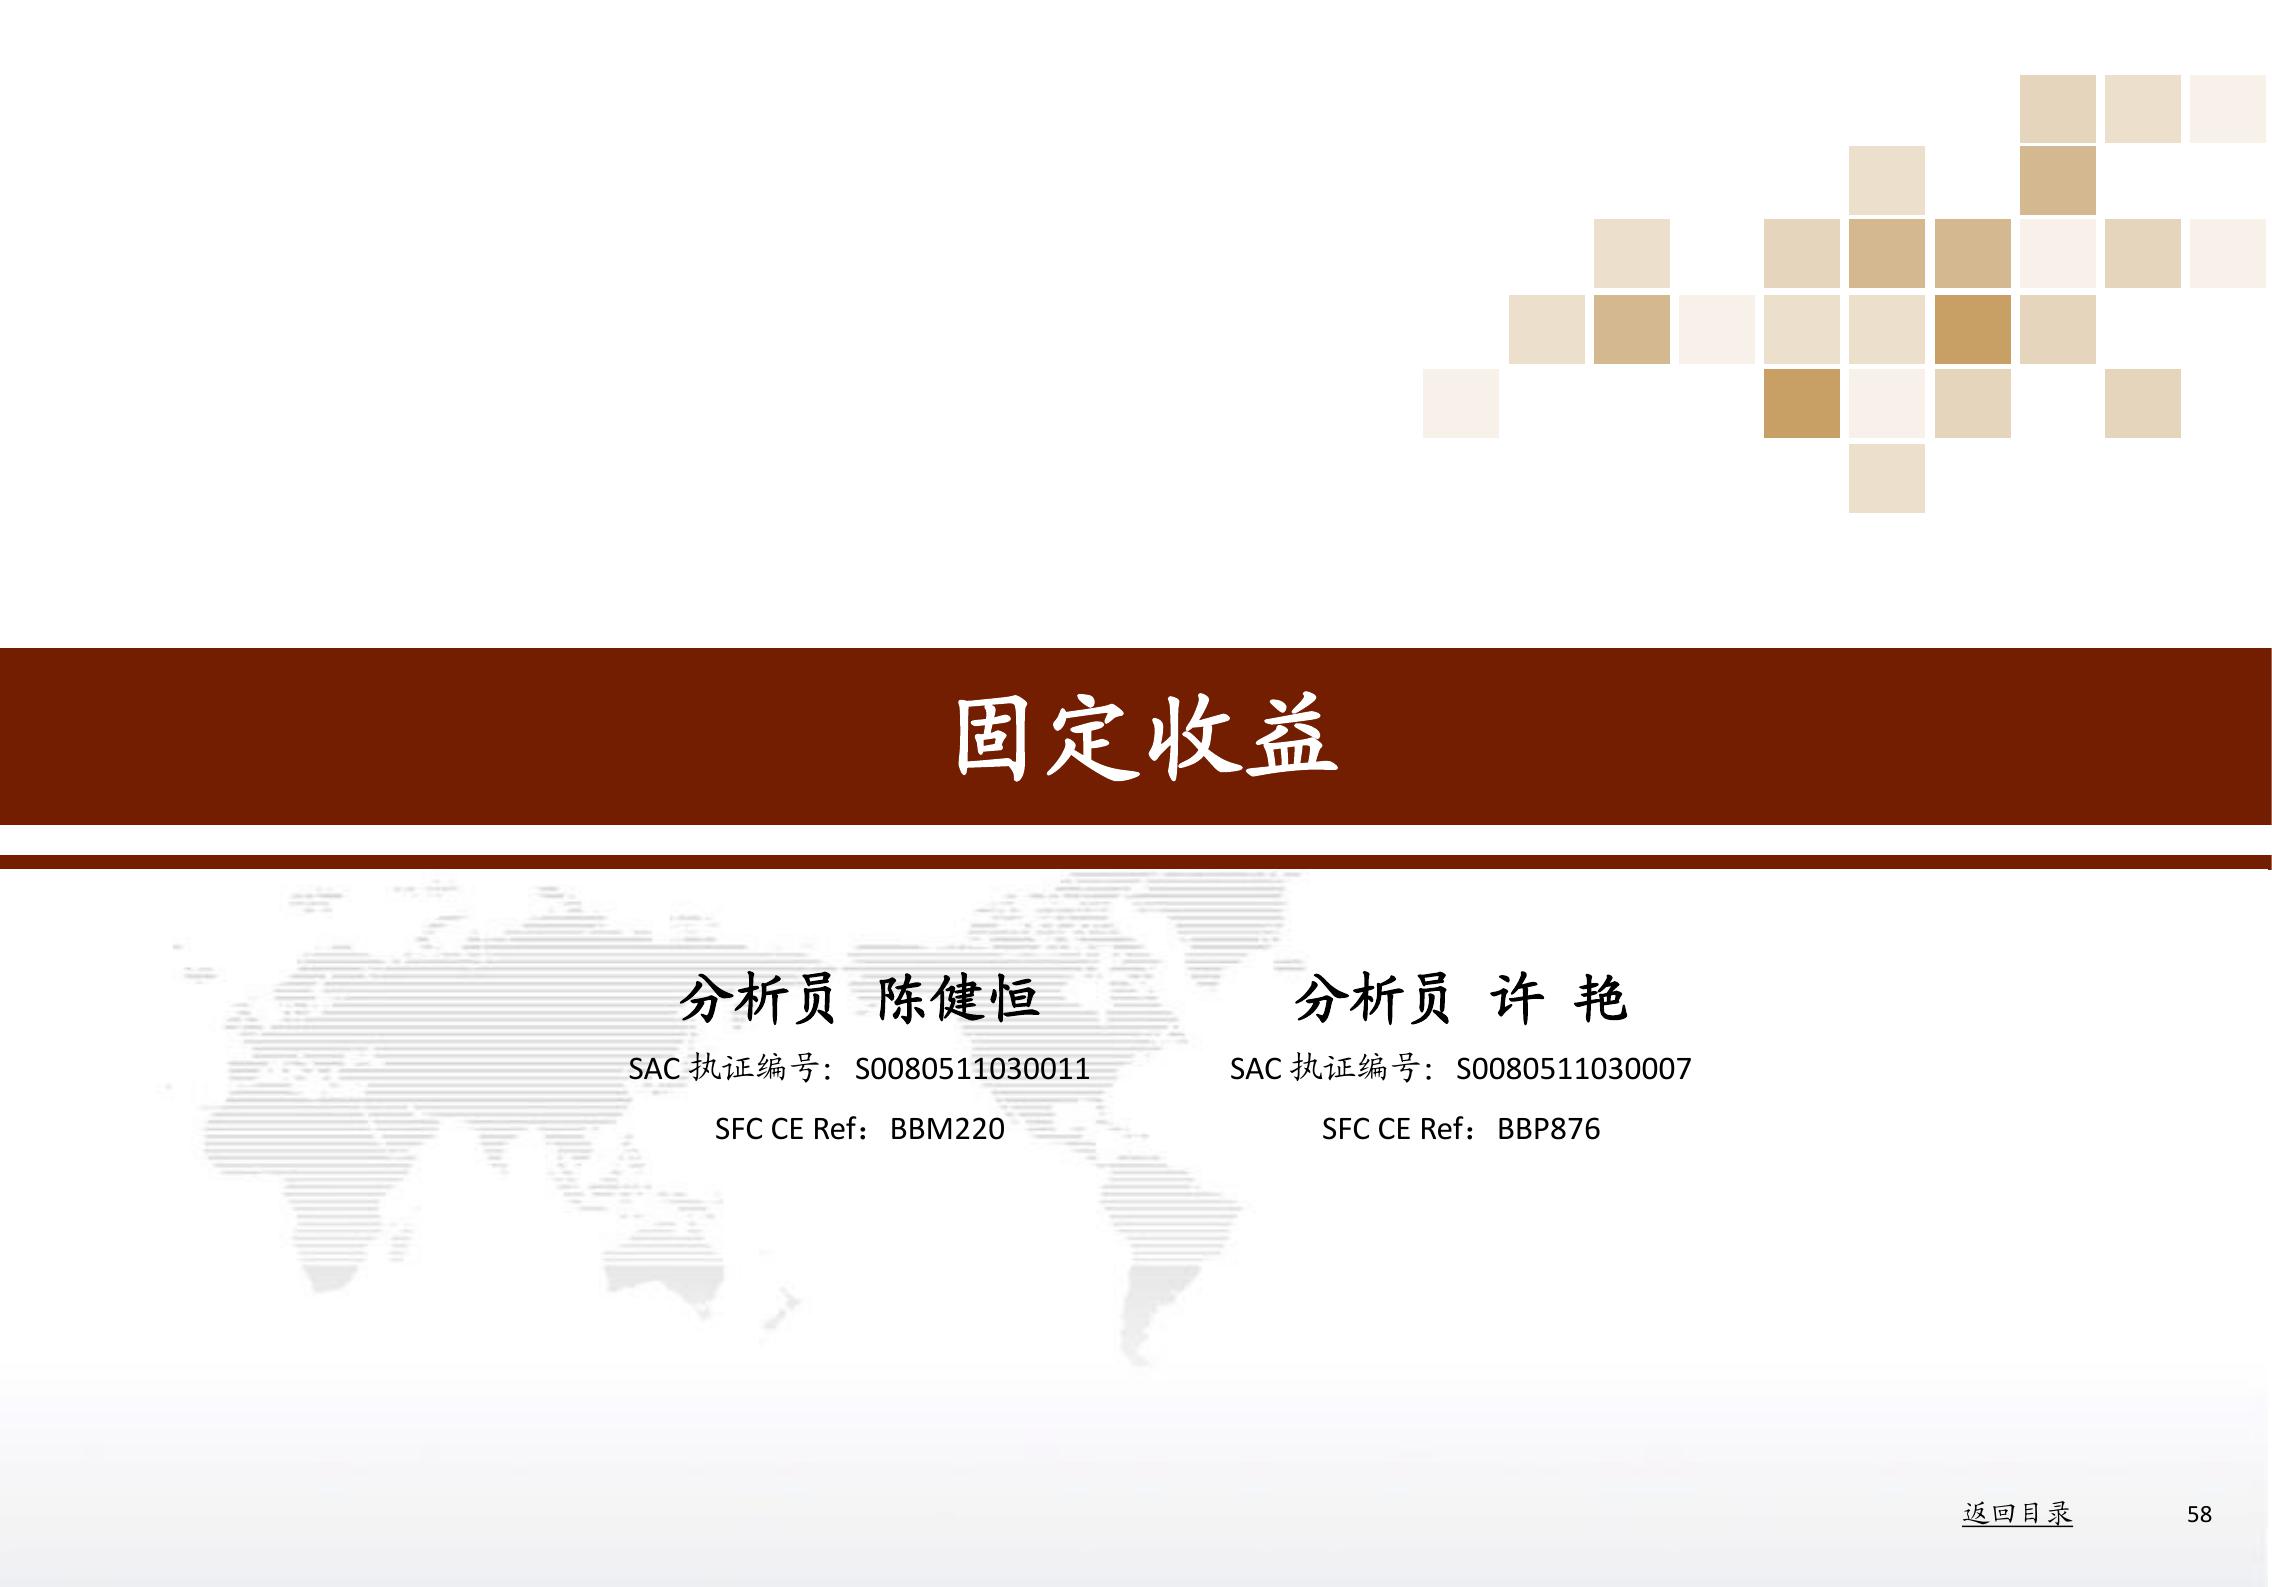 固定收益
分析员 陈健恒
SAC 执证编号：S0080511030011
SFC CE Ref：BBM220
分析员 许 艳
SAC 执证编号：S0080511030007
SFC CE Ref：BBP876
返回目录
58